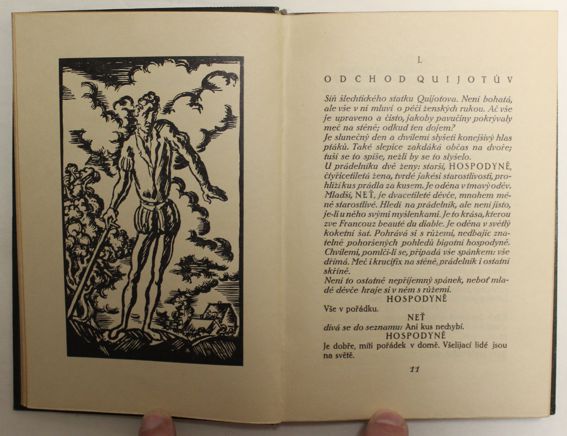 I.
ODCHOD QUIJOTŮV
Síň šlechtického statku Quijotova. Není bohatá,
ale vše v ní mluví o péči ženských rukou. Ač vše
je upraveno a čisto, jakoby pavučiny pokrývaly
meč na stěně; odkud ten dojem?
Je slunečný den a chvílemi slyšeti konejšivý hlas
ptáků. Také slepice zakdáká občas na dvoře;
tuší se to spíše, nežli by se to slyšelo.
U prádelníku dvě ženy: starší, HOSPODYNĚ,
čtyřicetiletá žena, tvrdé jakési starostlivosti, pro-
hlíží kus prádla za kusem. Je oděna v tmavý oděv.
Mladší, NEŤ, je dvacetileté děvče, mnohem mé-
ně starostlivé. Hledí na prádelník, ale není jisto,
je-li u něho svými myšlenkami. Je to krása, kterou
zve Francouz beauté du diable. Je oděna v světlý
koketní šat. Pohrává si s růžemi, nedbajíc zna-
telně pohoršených pohledů bigotní hospodyně.
Chvílemi, pomlčí-li se, připadá vše spánkem: vše
dřímá. Meč i krucifix na stěně, prádelník i ostatní
skříně.
Není to ostatně nepříjemný spánek, neboť mla-
dé děvče hraje si v něm s růžemi.
HOSPODYNĚ
Vše v pořádku.
NEŤ
dívá se do seznamu: Ani kus nechybí.
HOSPODYNĚ
Je dobře, míti pořádek v domě. Všelijací lidé jsou
na světě.
11